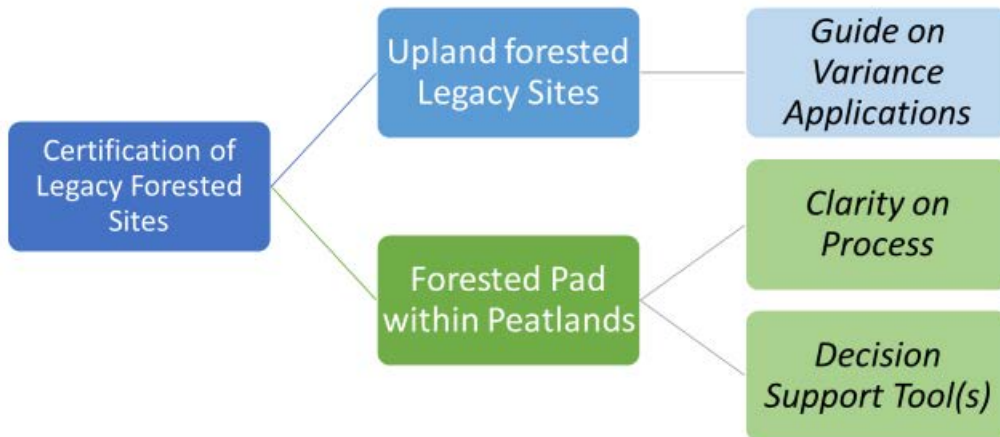 Certification of
Legacy Forested
Sites
Upland forested
Legacy Sites
Guide on
Variance
Applications
Forested Pad
within Peatlands
Clarity on
Process
Decision
Support Tool(s)